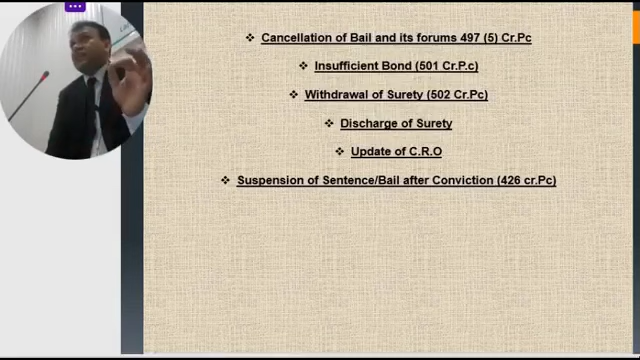 ❖ Cancellation of Bail and its forums 497 (5) Cr.Pc
❖ Insufficient Bond (501 Cr.P.c)
❖ Withdrawal of Surety (502 Cr.Pc)
❖ Discharge of Surety
❖ Update of C.R.O
❖ Suspension of Sentence/Bail after Conviction (426 cr.Pc)